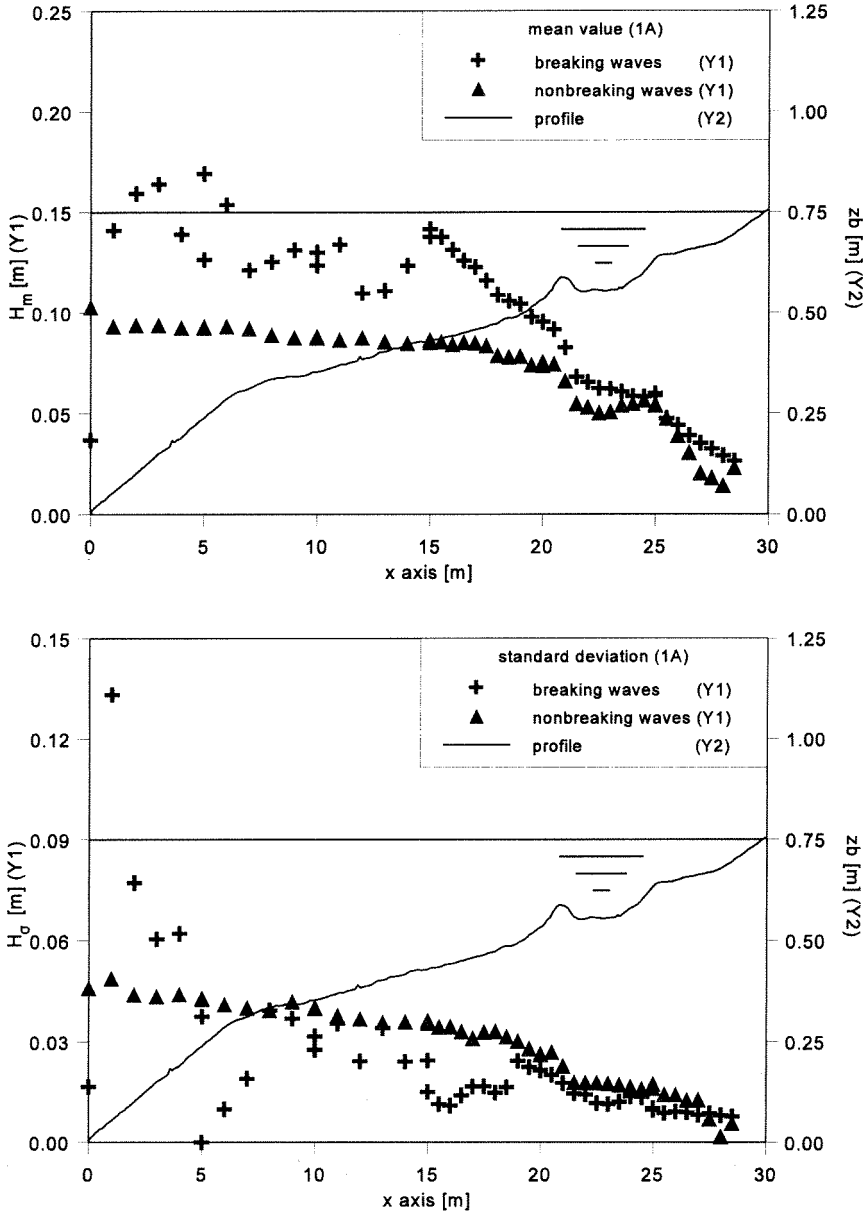 mean value (1A)
breaking waves (Y1)
nonbreaking waves (Y1)
profile (Y2)
0.25
0.20
0.15
0.10
0.05
0.00
H_m [m] (Y1)
1.25
1.00
0.75
0.50
0.25
0.00
zb [m] (Y2)
0 5 10 15 20 25 30
x axis [m]
standard deviation (1A)
breaking waves (Y1)
nonbreaking waves (Y1)
profile (Y2)
0.15
0.12
0.09
0.06
0.03
0.00
H_σ [m] (Y1)
1.25
1.00
0.75
0.50
0.25
0.00
zb [m] (Y2)
0 5 10 15 20 25 30
x axis [m]